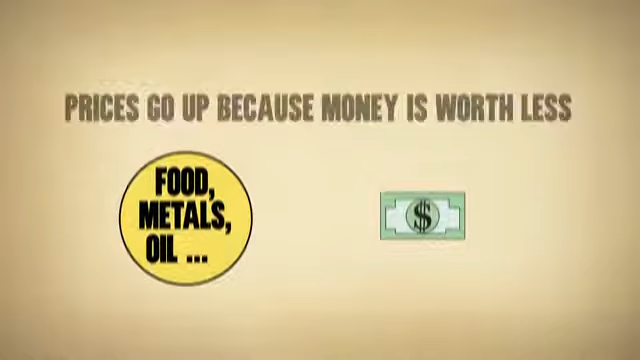 PRICES GO UP BECAUSE MONEY IS WORTH LESS
FOOD,
METALS,
OIL ...
$